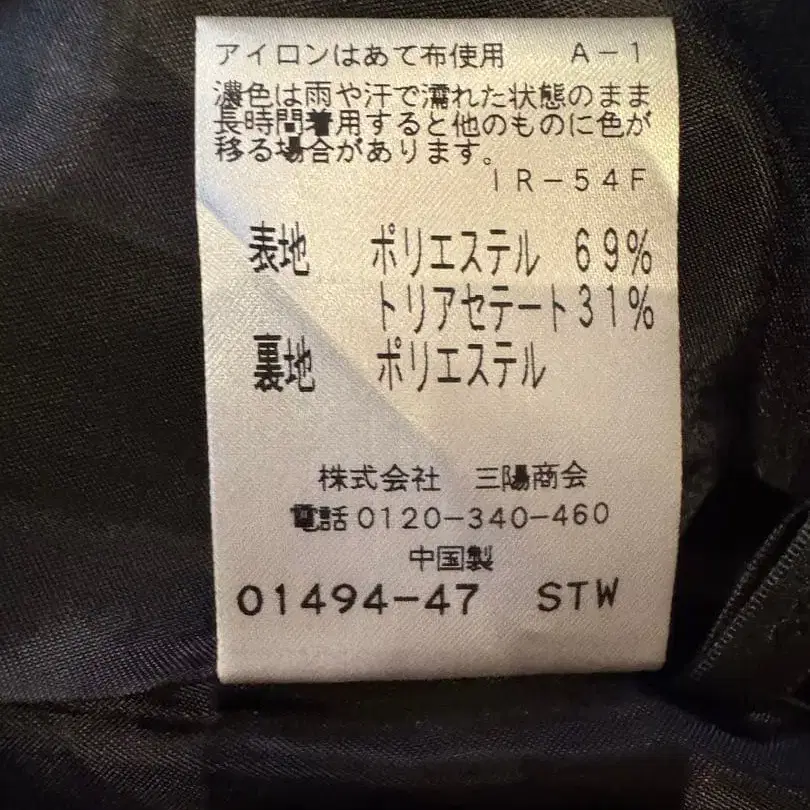 アイロンはあて布使用　A-1
濃色は雨や汗で濡れた状態のまま
長時間着用すると他のものに色が
移る場合があります。
IR-54F
表地　ポリエステル 69%
トリアセテート31%
裏地　ポリエステル
株式会社　三陽商会
電話0120-340-460
中国製
01494-47　STW